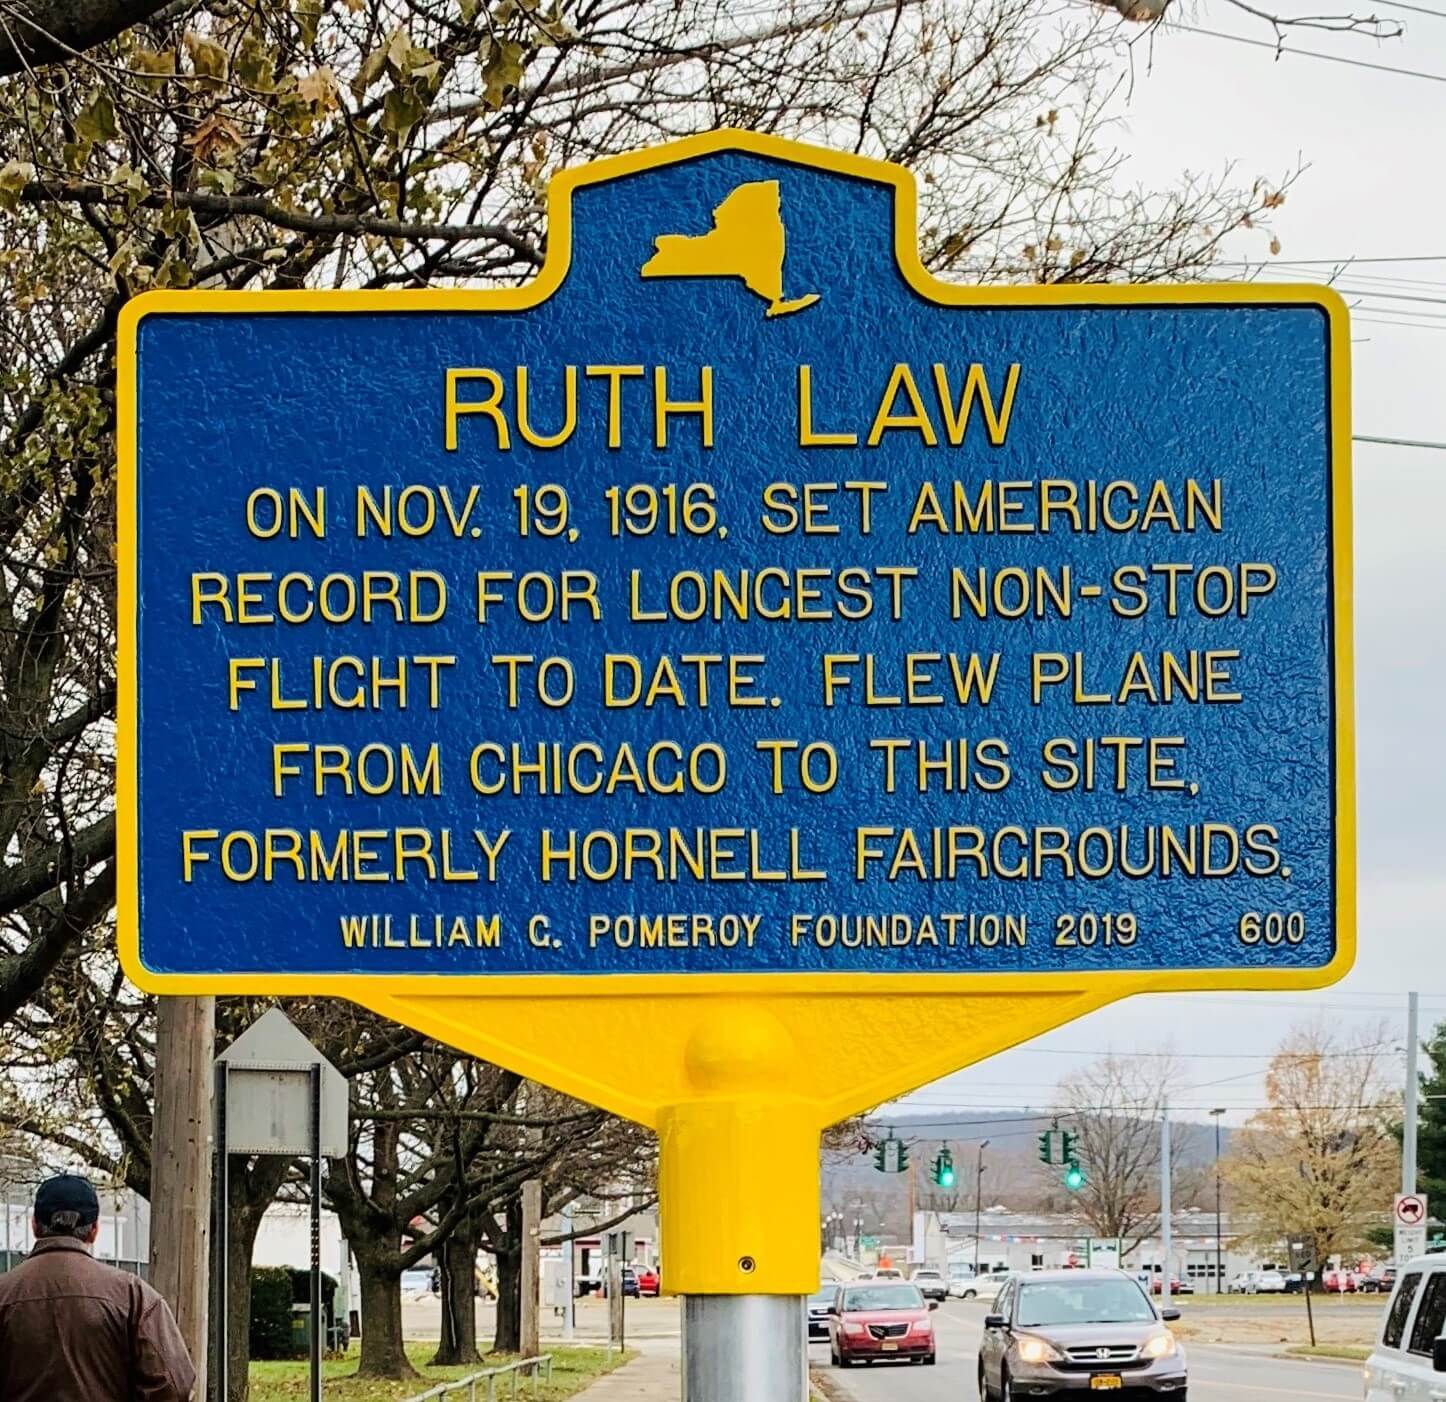 RUTH LAW
ON NOV. 19, 1916, SET AMERICAN
RECORD FOR LONGEST NON-STOP
FLIGHT TO DATE. FLEW PLANE
FROM CHICAGO TO THIS SITE,
FORMERLY HORNELL FAIRGROUNDS.
WILLIAM G. POMEROY FOUNDATION 2019 600